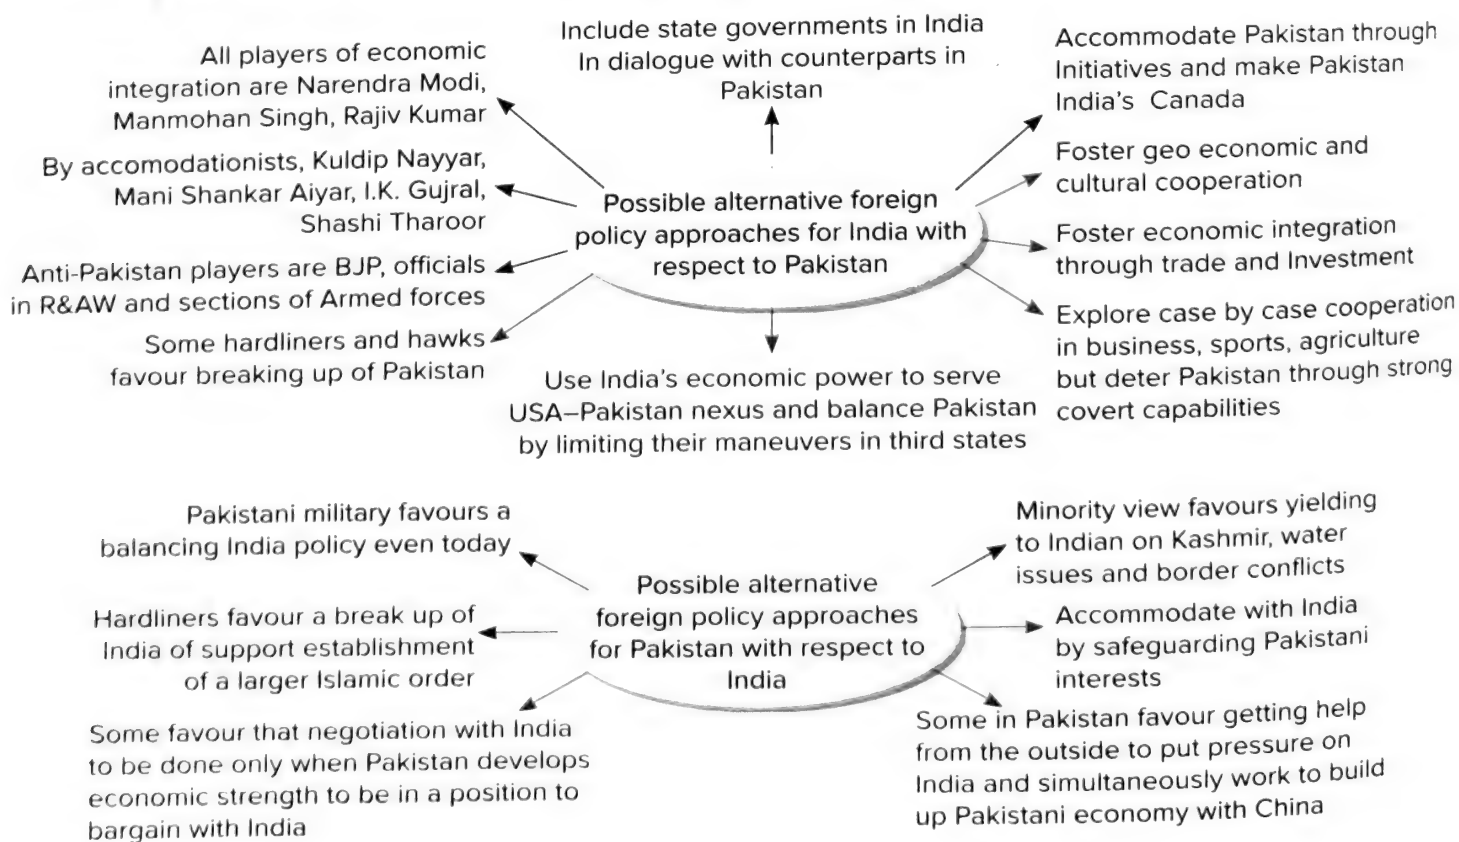 Include state governments in India
In dialogue with counterparts in
Pakistan
All players of economic
integration are Narendra Modi,
Manmohan Singh, Rajiv Kumar
By accomodationists, Kuldip Nayyar,
Mani Shankar Aiyar, I.K. Gujral,
Shashi Tharoor
Anti-Pakistan players are BJP, officials
in R&AW and sections of Armed forces
Some hardliners and hawks
favour breaking up of Pakistan
Possible alternative foreign
policy approaches for India with
respect to Pakistan
Accommodate Pakistan through
Initiatives and make Pakistan
India's Canada
Foster geo economic and
cultural cooperation
Foster economic integration
through trade and Investment
Explore case by case cooperation
in business, sports, agriculture
but deter Pakistan through strong
covert capabilities
Use India's economic power to serve
USA–Pakistan nexus and balance Pakistan
by limiting their maneuvers in third states
Pakistani military favours a
balancing India policy even today
Hardliners favour a break up of
India of support establishment
of a larger Islamic order
Some favour that negotiation with India
to be done only when Pakistan develops
economic strength to be in a position to
bargain with India
Possible alternative
foreign policy approaches
for Pakistan with respect to
India
Minority view favours yielding
to Indian on Kashmir, water
issues and border conflicts
Accommodate with India
by safeguarding Pakistani
interests
Some in Pakistan favour getting help
from the outside to put pressure on
India and simultaneously work to build
up Pakistani economy with China